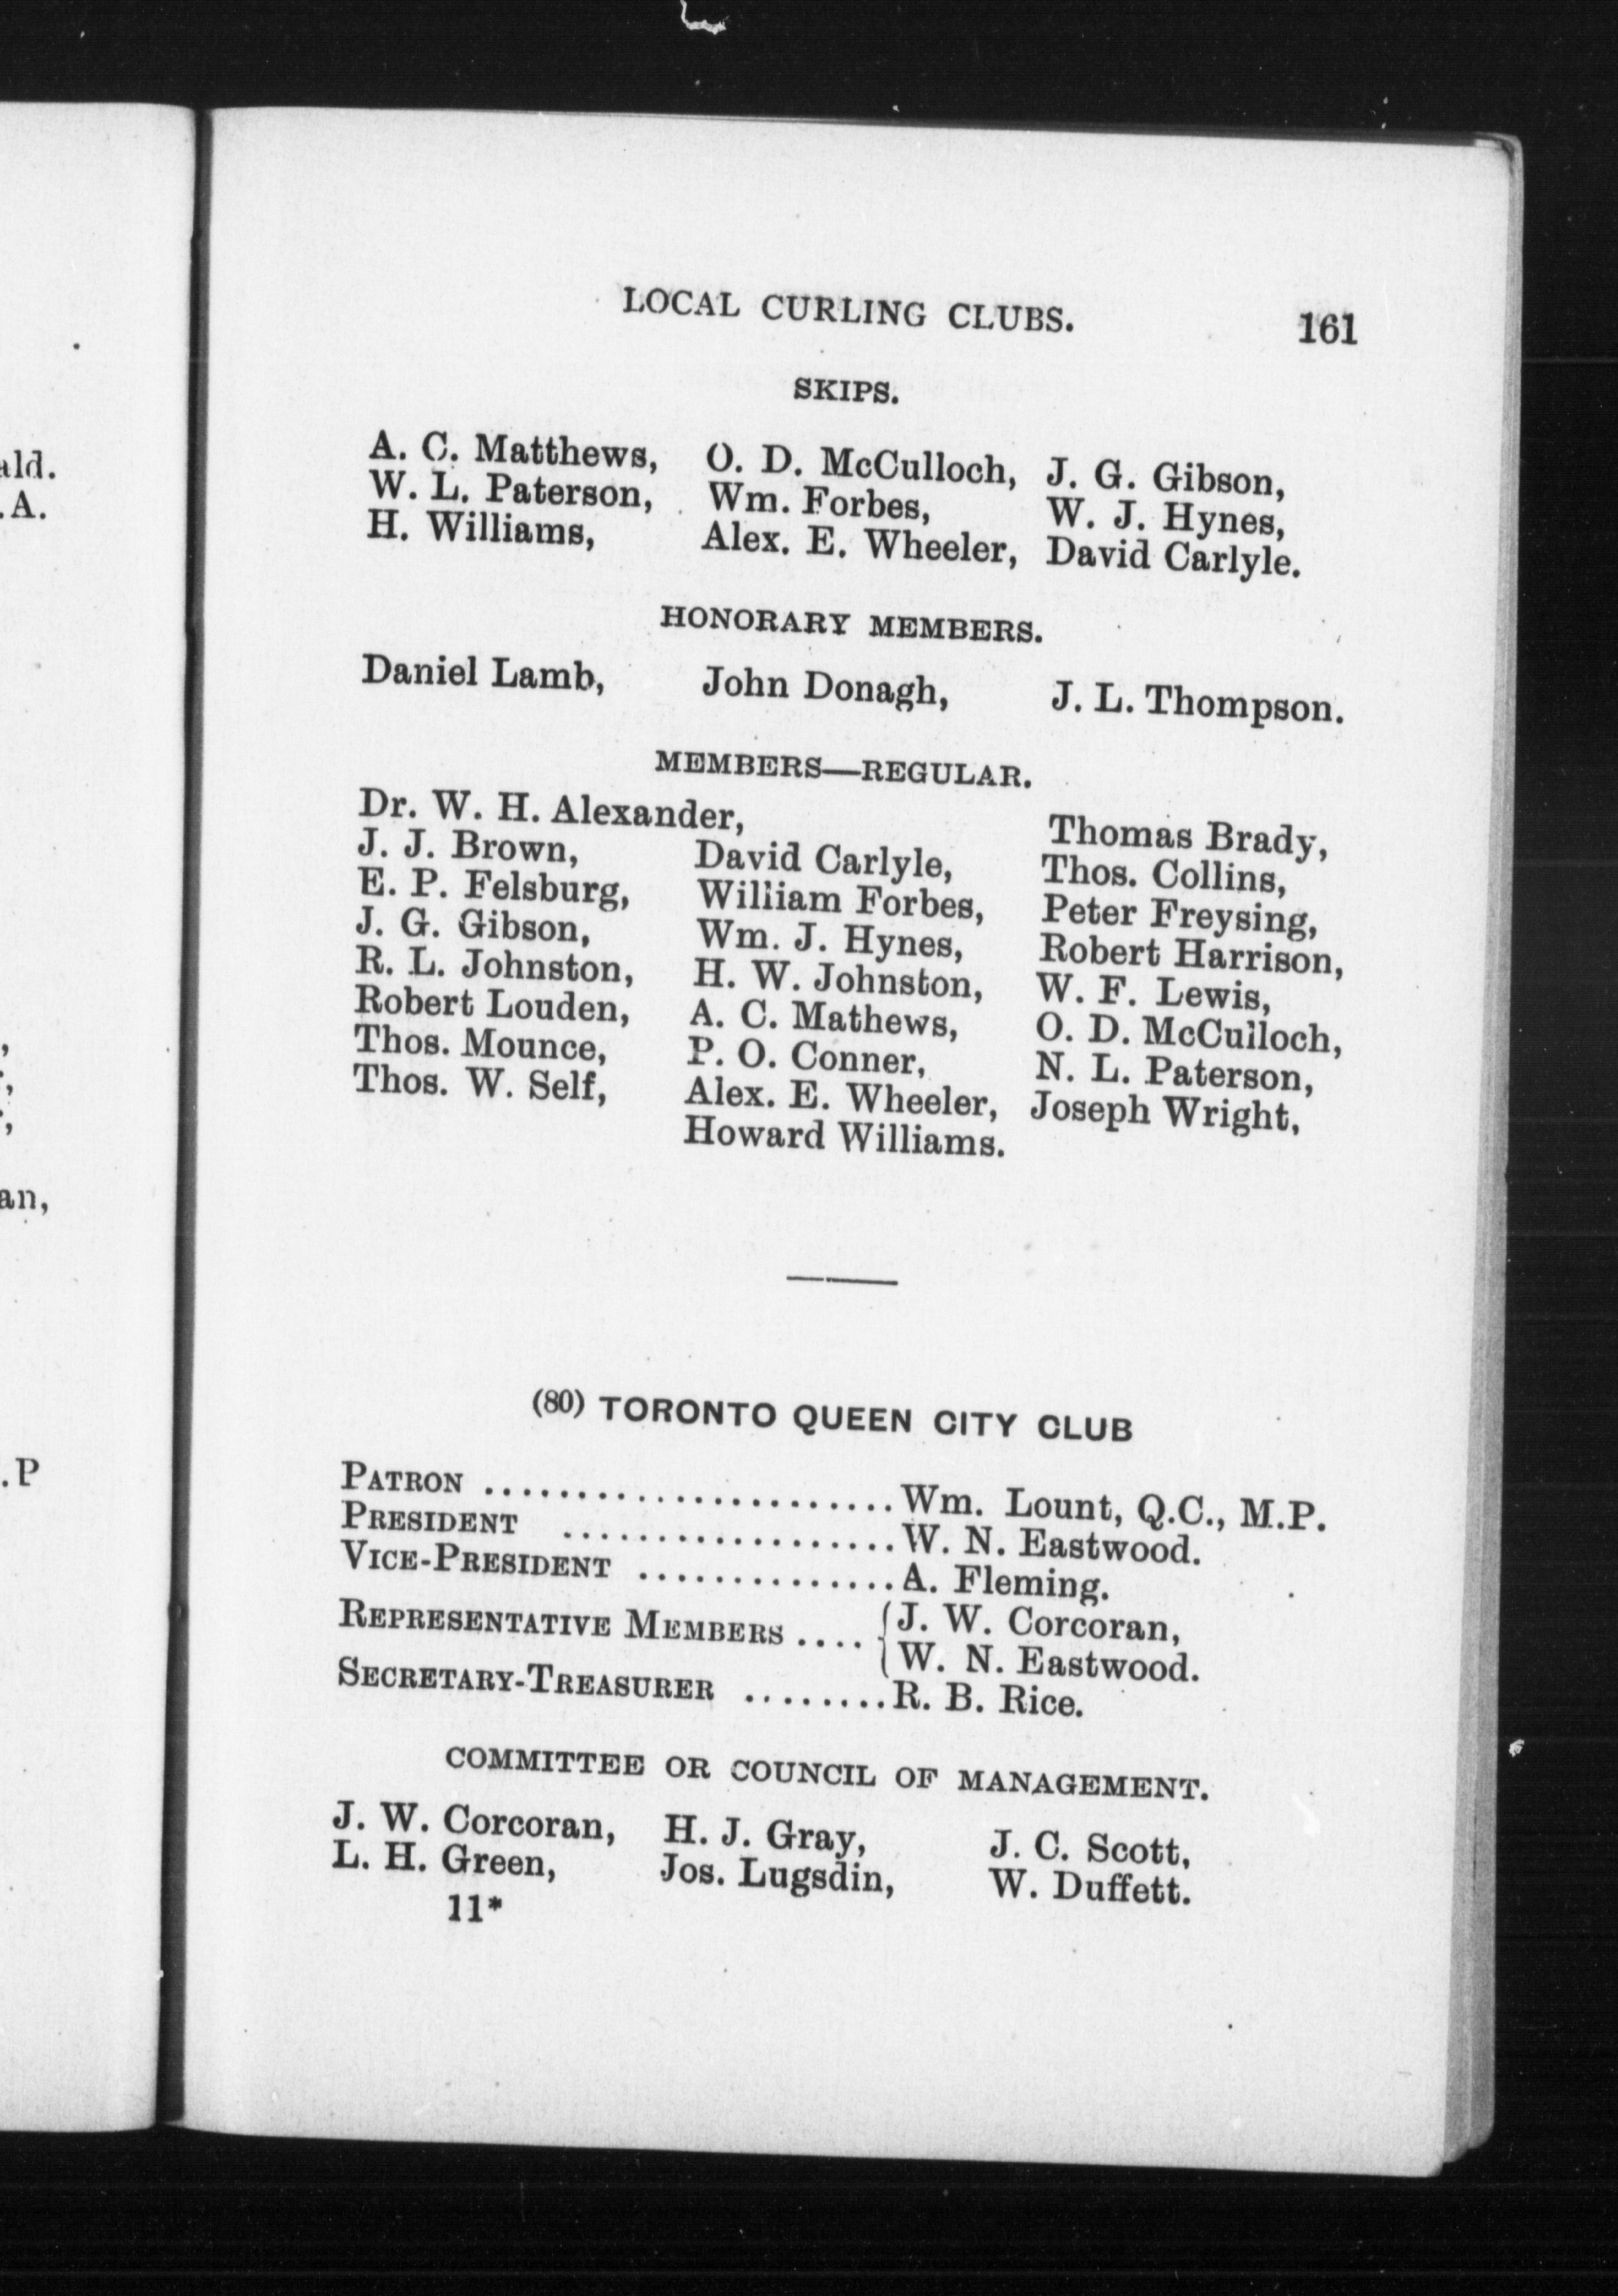 LOCAL CURLING CLUBS. 161
SKIPS.
A. C. Matthews, O. D. McCulloch, J. G. Gibson,
W. L. Paterson, Wm. Forbes, W. J. Hynes,
H. Williams, Alex. E. Wheeler, David Carlyle.
HONORARY MEMBERS.
Daniel Lamb, John Donagh, J. L. Thompson.
MEMBERS—REGULAR.
Dr. W. H. Alexander, Thomas Brady,
J. J. Brown, David Carlyle, Thos. Collins,
E. P. Felsburg, William Forbes, Peter Freysing,
J. G. Gibson, Wm. J. Hynes, Robert Harrison,
R. L. Johnston, H. W. Johnston, W. F. Lewis,
Robert Louden, A. C. Mathews, O. D. McCulloch,
Thos. Mounce, P. O. Conner, N. L. Paterson,
Thos. W. Self, Alex. E. Wheeler, Joseph Wright,
Howard Williams.
(80) TORONTO QUEEN CITY CLUB
PATRON ...................... Wm. Lount, Q.C., M.P.
PRESIDENT .................. W. N. Eastwood.
VICE-PRESIDENT .............. A. Fleming.
REPRESENTATIVE MEMBERS .... { J. W. Corcoran,
W. N. Eastwood.
SECRETARY-TREASURER ........ R. B. Rice.
COMMITTEE OR COUNCIL OF MANAGEMENT.
J. W. Corcoran, H. J. Gray, J. C. Scott,
L. H. Green, Jos. Lugsdin, W. Duffett.
11*